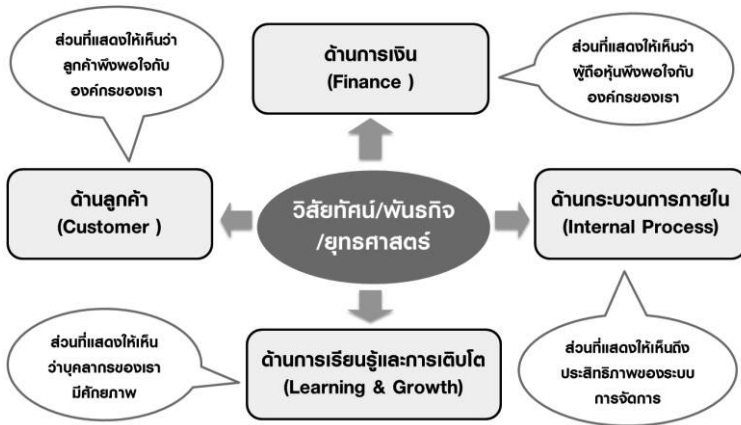 ส่วนที่แสดงให้เห็นว่า
ลูกค้าพึงพอใจกับ
องค์กรของเรา
ด้านการเงิน
(Finance )
ส่วนที่แสดงให้เห็นว่า
ผู้ถือหุ้นพึงพอใจกับ
องค์กรของเรา
ด้านลูกค้า
(Customer )
วิสัยทัศน์/พันธกิจ
/ยุทธศาสตร์
ด้านกระบวนการภายใน
(Internal Process)
ส่วนที่แสดงให้เห็น
ว่าบุคลากรของเรา
มีศักยภาพ
ด้านการเรียนรู้และการเติบโต
(Learning & Growth)
ส่วนที่แสดงให้เห็นถึง
ประสิทธิภาพของระบบ
การจัดการ